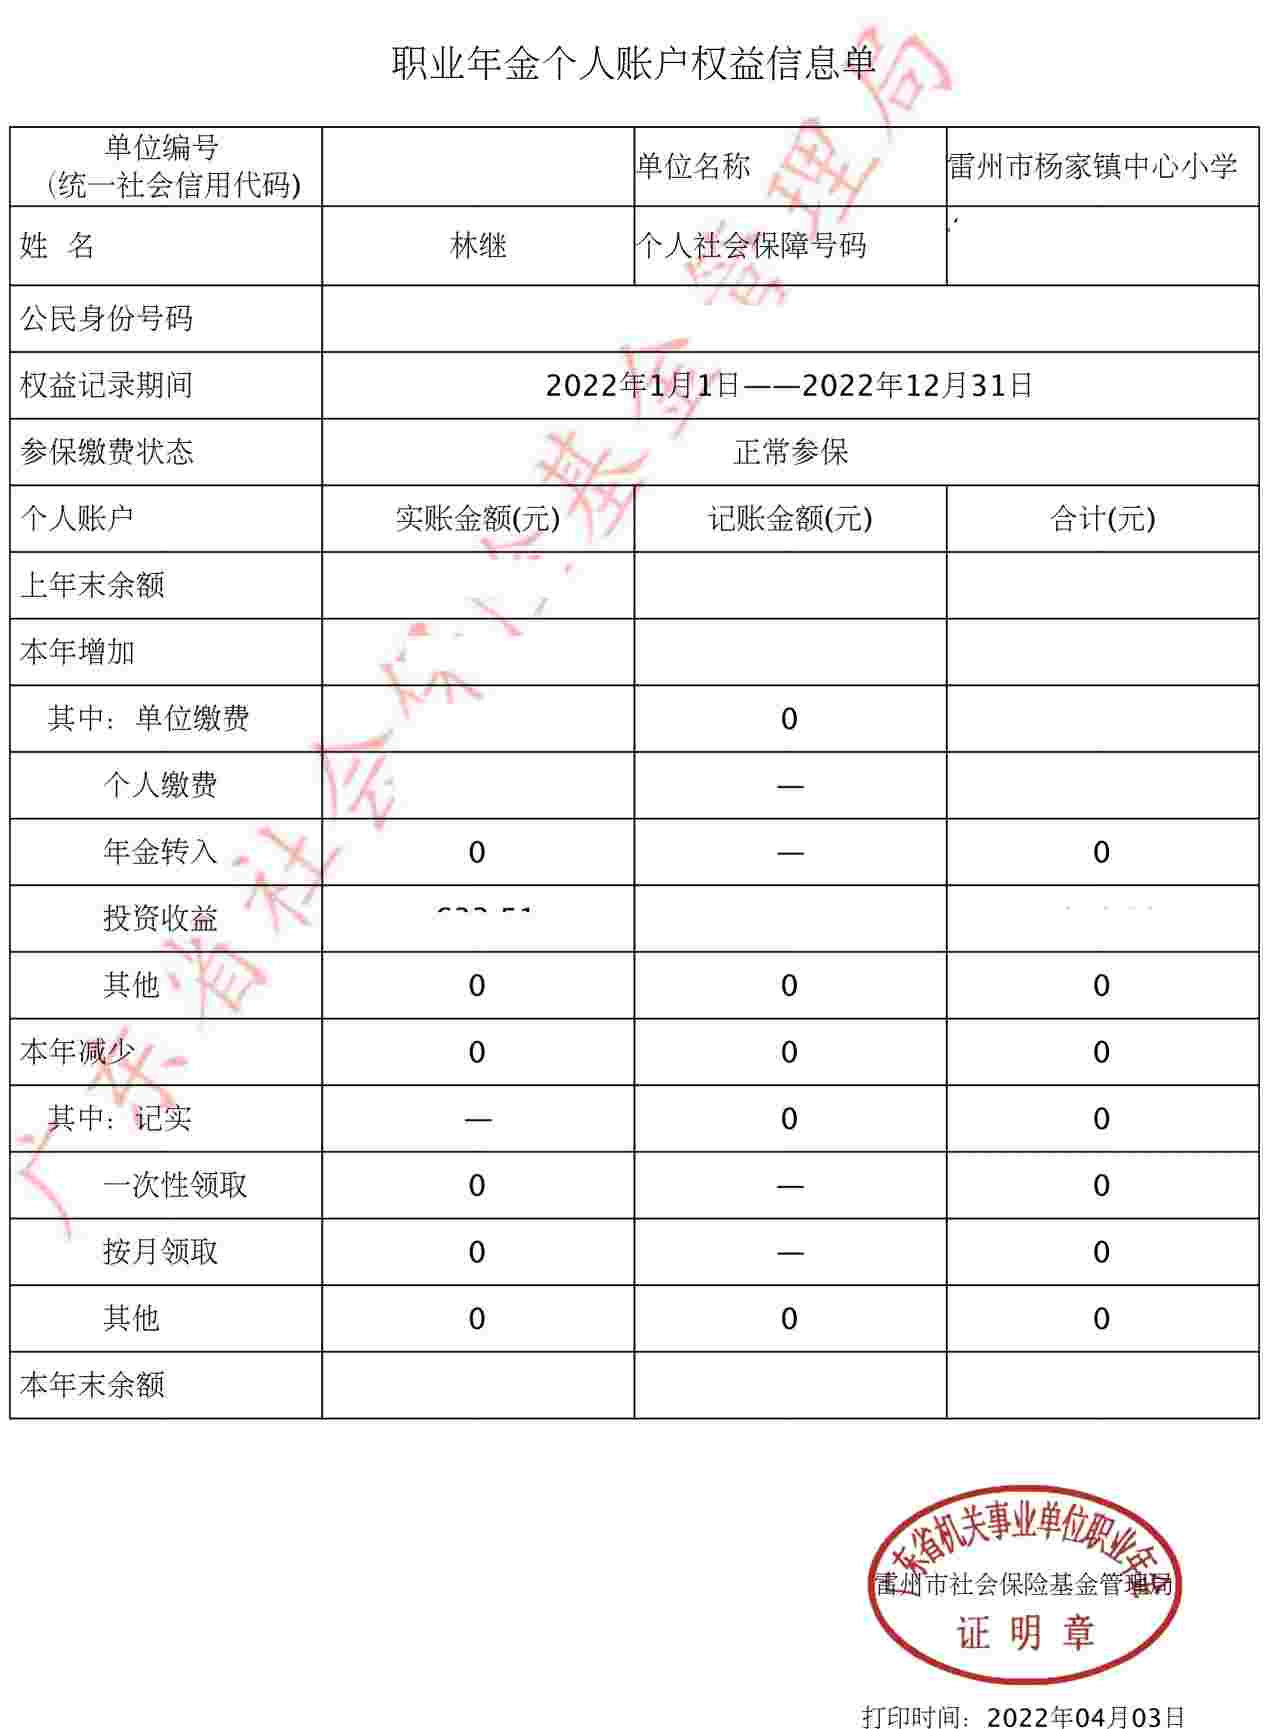 职业年金个人账户权益信息单
单位编号
(统一社会信用代码)
单位名称
雷州市杨家镇中心小学
姓 名
林继
个人社会保障号码
公民身份号码
权益记录期间
2022年1月1日——2022年12月31日
参保缴费状态
正常参保
个人账户
实账金额(元)
记账金额(元)
合计(元)
上年末余额
本年增加
其中: 单位缴费
0
个人缴费
—
年金转入
0
—
0
投资收益
其他
0
0
0
本年减少
0
0
0
其中: 记实
—
0
0
一次性领取
0
—
0
按月领取
0
—
0
其他
0
0
0
本年末余额
广东省社会保险基金管理局
广东省机关事业单位职业年金
雷州市社会保险基金管理局
证明章
打印时间: 2022年04月03日